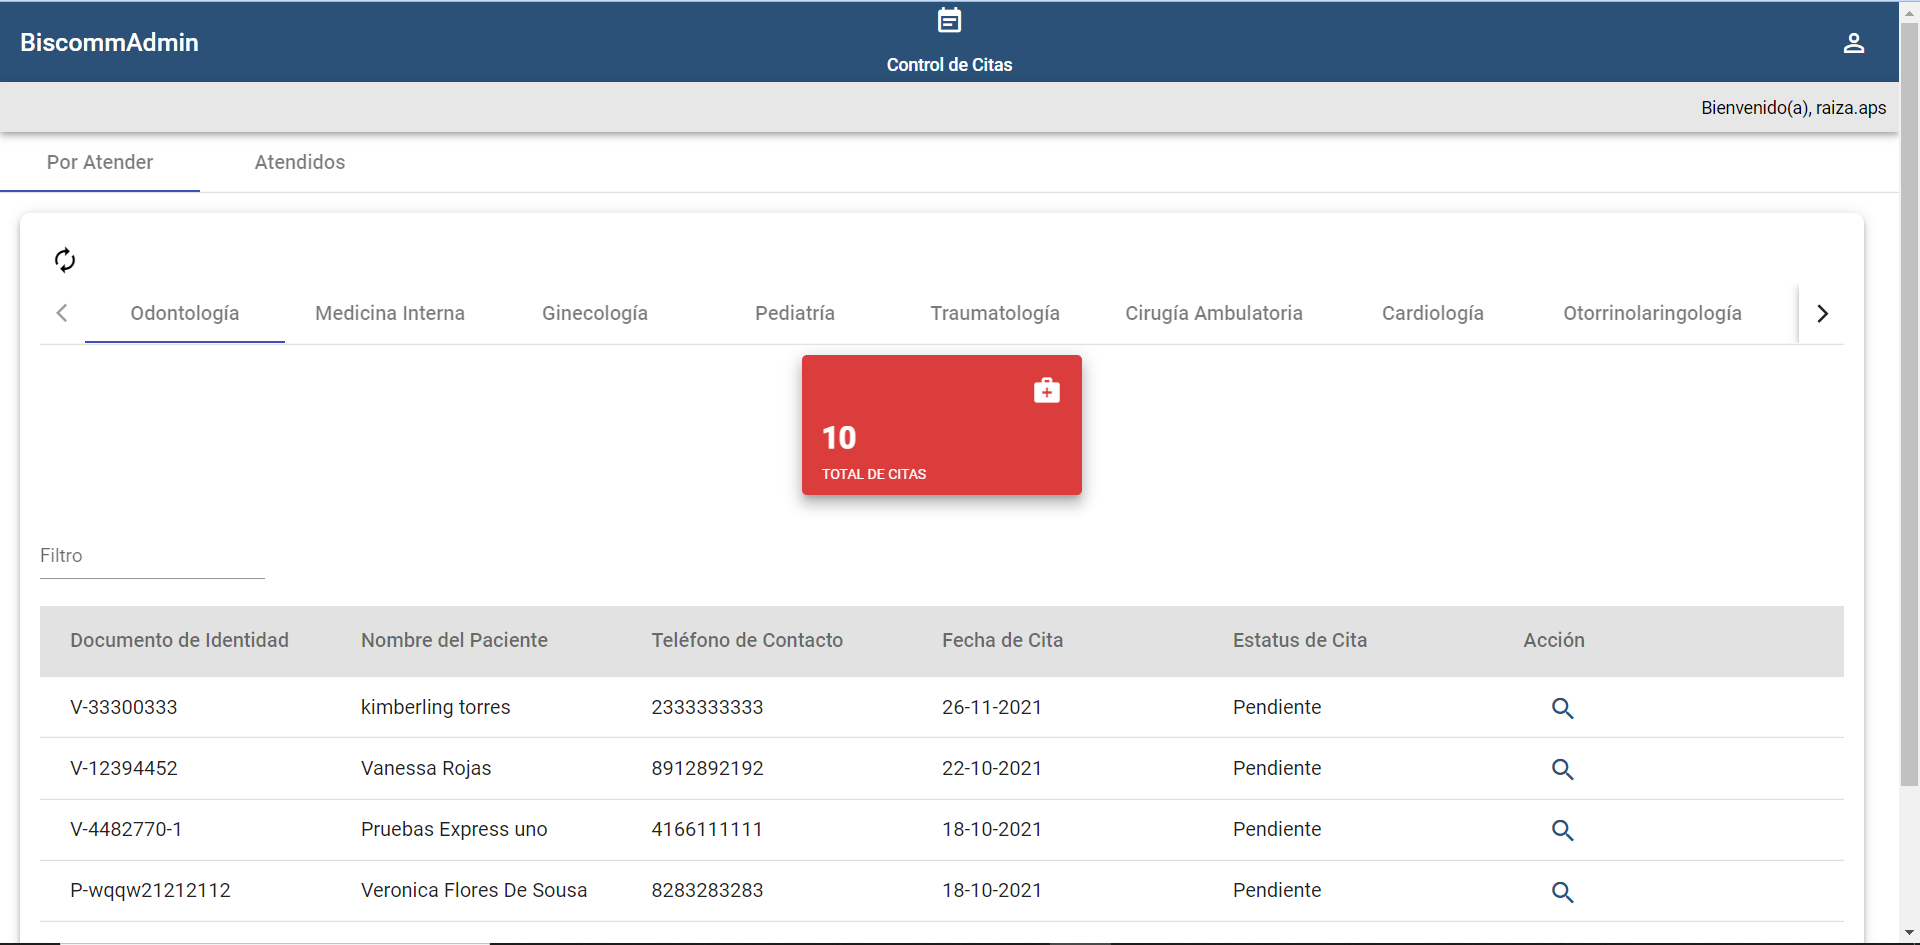 BiscommAdmin
Control de Citas
Bienvenido(a), raiza.aps
Por Atender Atendidos
Odontología Medicina Interna Ginecología Pediatría Traumatología Cirugía Ambulatoria Cardiología Otorrinolaringología
10
TOTAL DE CITAS
Filtro
Documento de Identidad Nombre del Paciente Teléfono de Contacto Fecha de Cita Estatus de Cita Acción
V-33300333 kimberling torres 2333333333 26-11-2021 Pendiente
V-12394452 Vanessa Rojas 8912892192 22-10-2021 Pendiente
V-4482770-1 Pruebas Express uno 4166111111 18-10-2021 Pendiente
P-wqqw21212112 Veronica Flores De Sousa 8283283283 18-10-2021 Pendiente